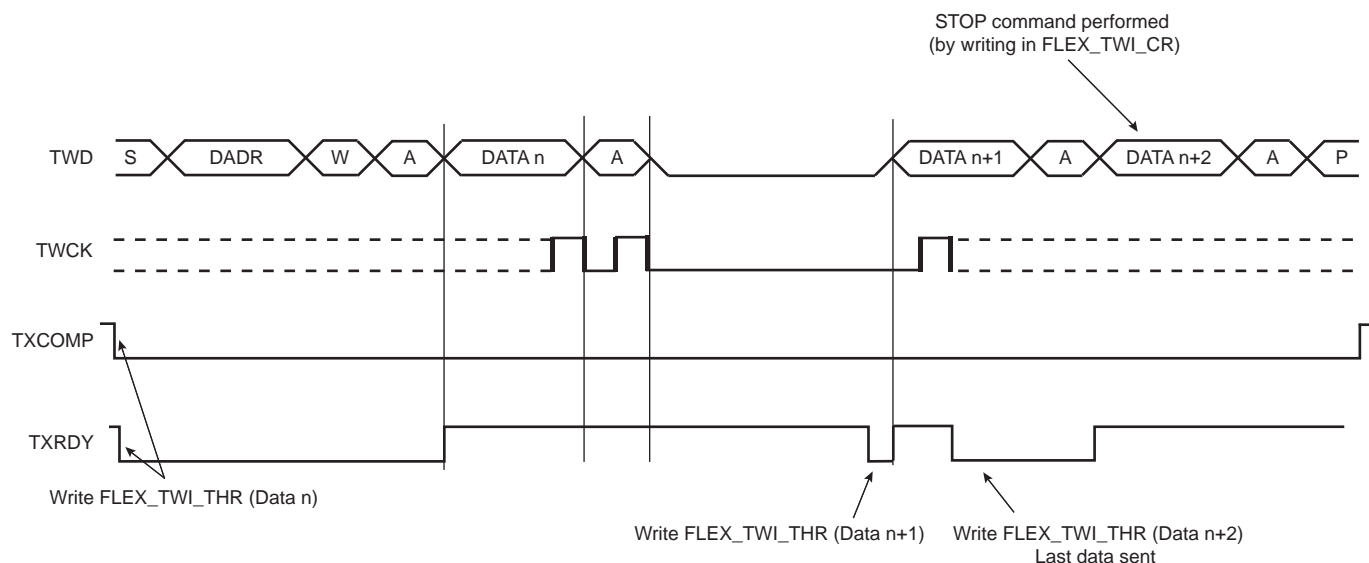 STOP command performed
(by writing in FLEX_TWI_CR)
TWD S DADR W A DATA n A DATA n+1 A DATA n+2 A P
TWCK
TXCOMP
TXRDY
Write FLEX_TWI_THR (Data n)
Write FLEX_TWI_THR (Data n+1) Write FLEX_TWI_THR (Data n+2)
Last data sent